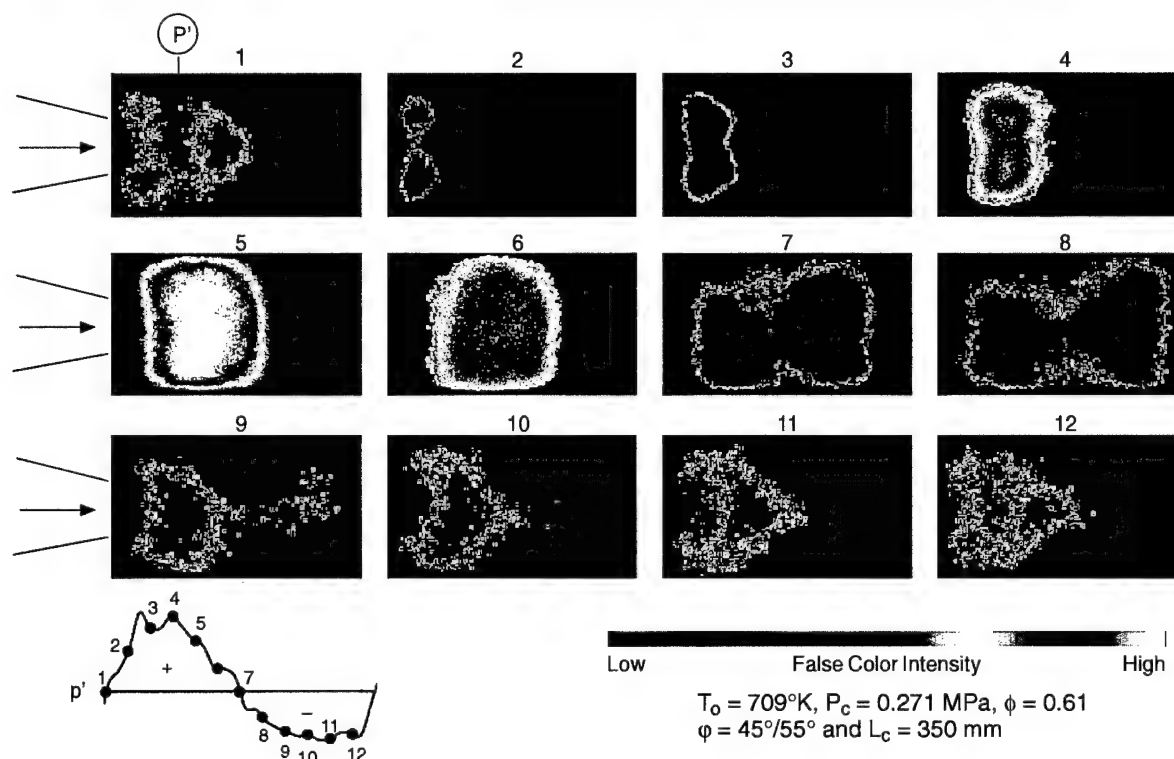 P'
1 2 3 4
5 6 7 8
9 10 11 12
3 4
2 5
+
1 7
p'
−
8
9 10 11 12
Low False Color Intensity High
T₀ = 709°K, P_c = 0.271 MPa, ϕ = 0.61
φ = 45°/55° and L_c = 350 mm